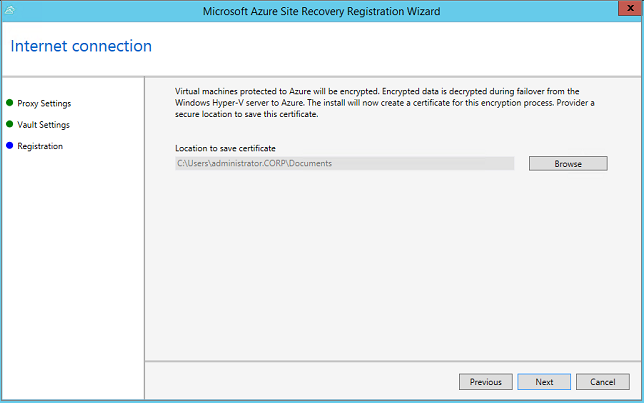 Microsoft Azure Site Recovery Registration Wizard
x
Internet connection
Proxy Settings
Vault Settings
Registration
Virtual machines protected to Azure will be encrypted. Encrypted data is decrypted during failover from the
Windows Hyper-V server to Azure. The install will now create a certificate for this encryption process. Provider a
secure location to save this certificate.
Location to save certificate
C:\Users\administrator.CORP\Documents
Browse
Previous
Next
Cancel